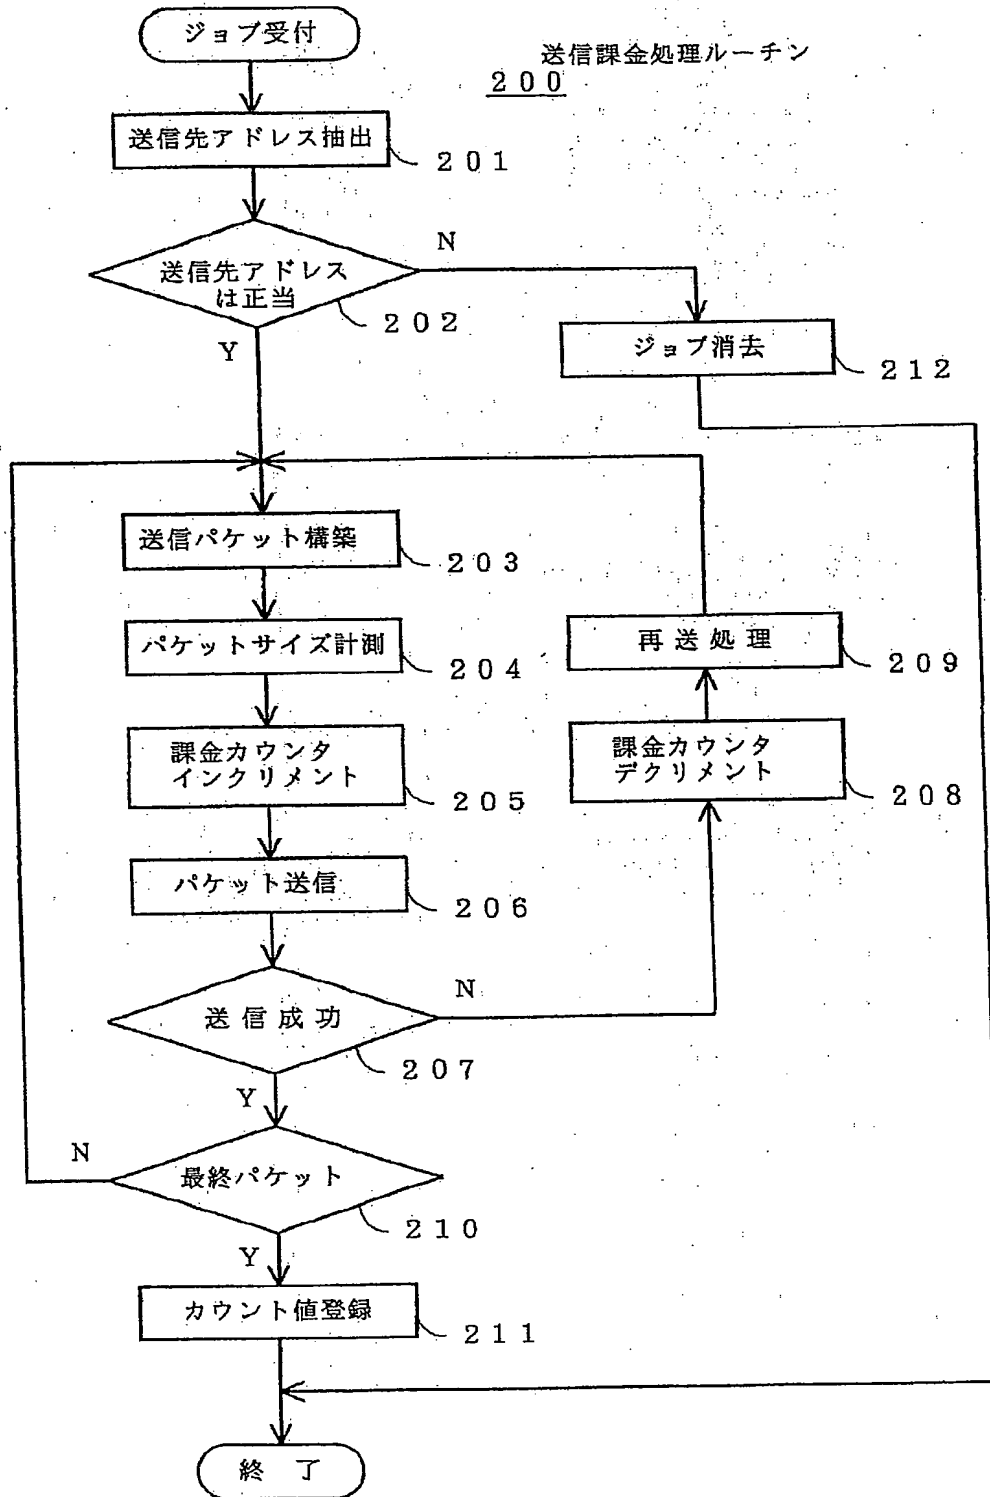 ジョブ受付
送信課金処理ルーチン
200
送信先アドレス抽出
201
送信先アドレス
は正当
202
N
Y
ジョブ消去
212
送信パケット構築
203
パケットサイズ計測
204
再送処理
209
課金カウンタ
インクリメント
205
課金カウンタ
デクリメント
208
パケット送信
206
送信成功
207
N
Y
最終パケット
210
N
Y
カウント値登録
211
終了